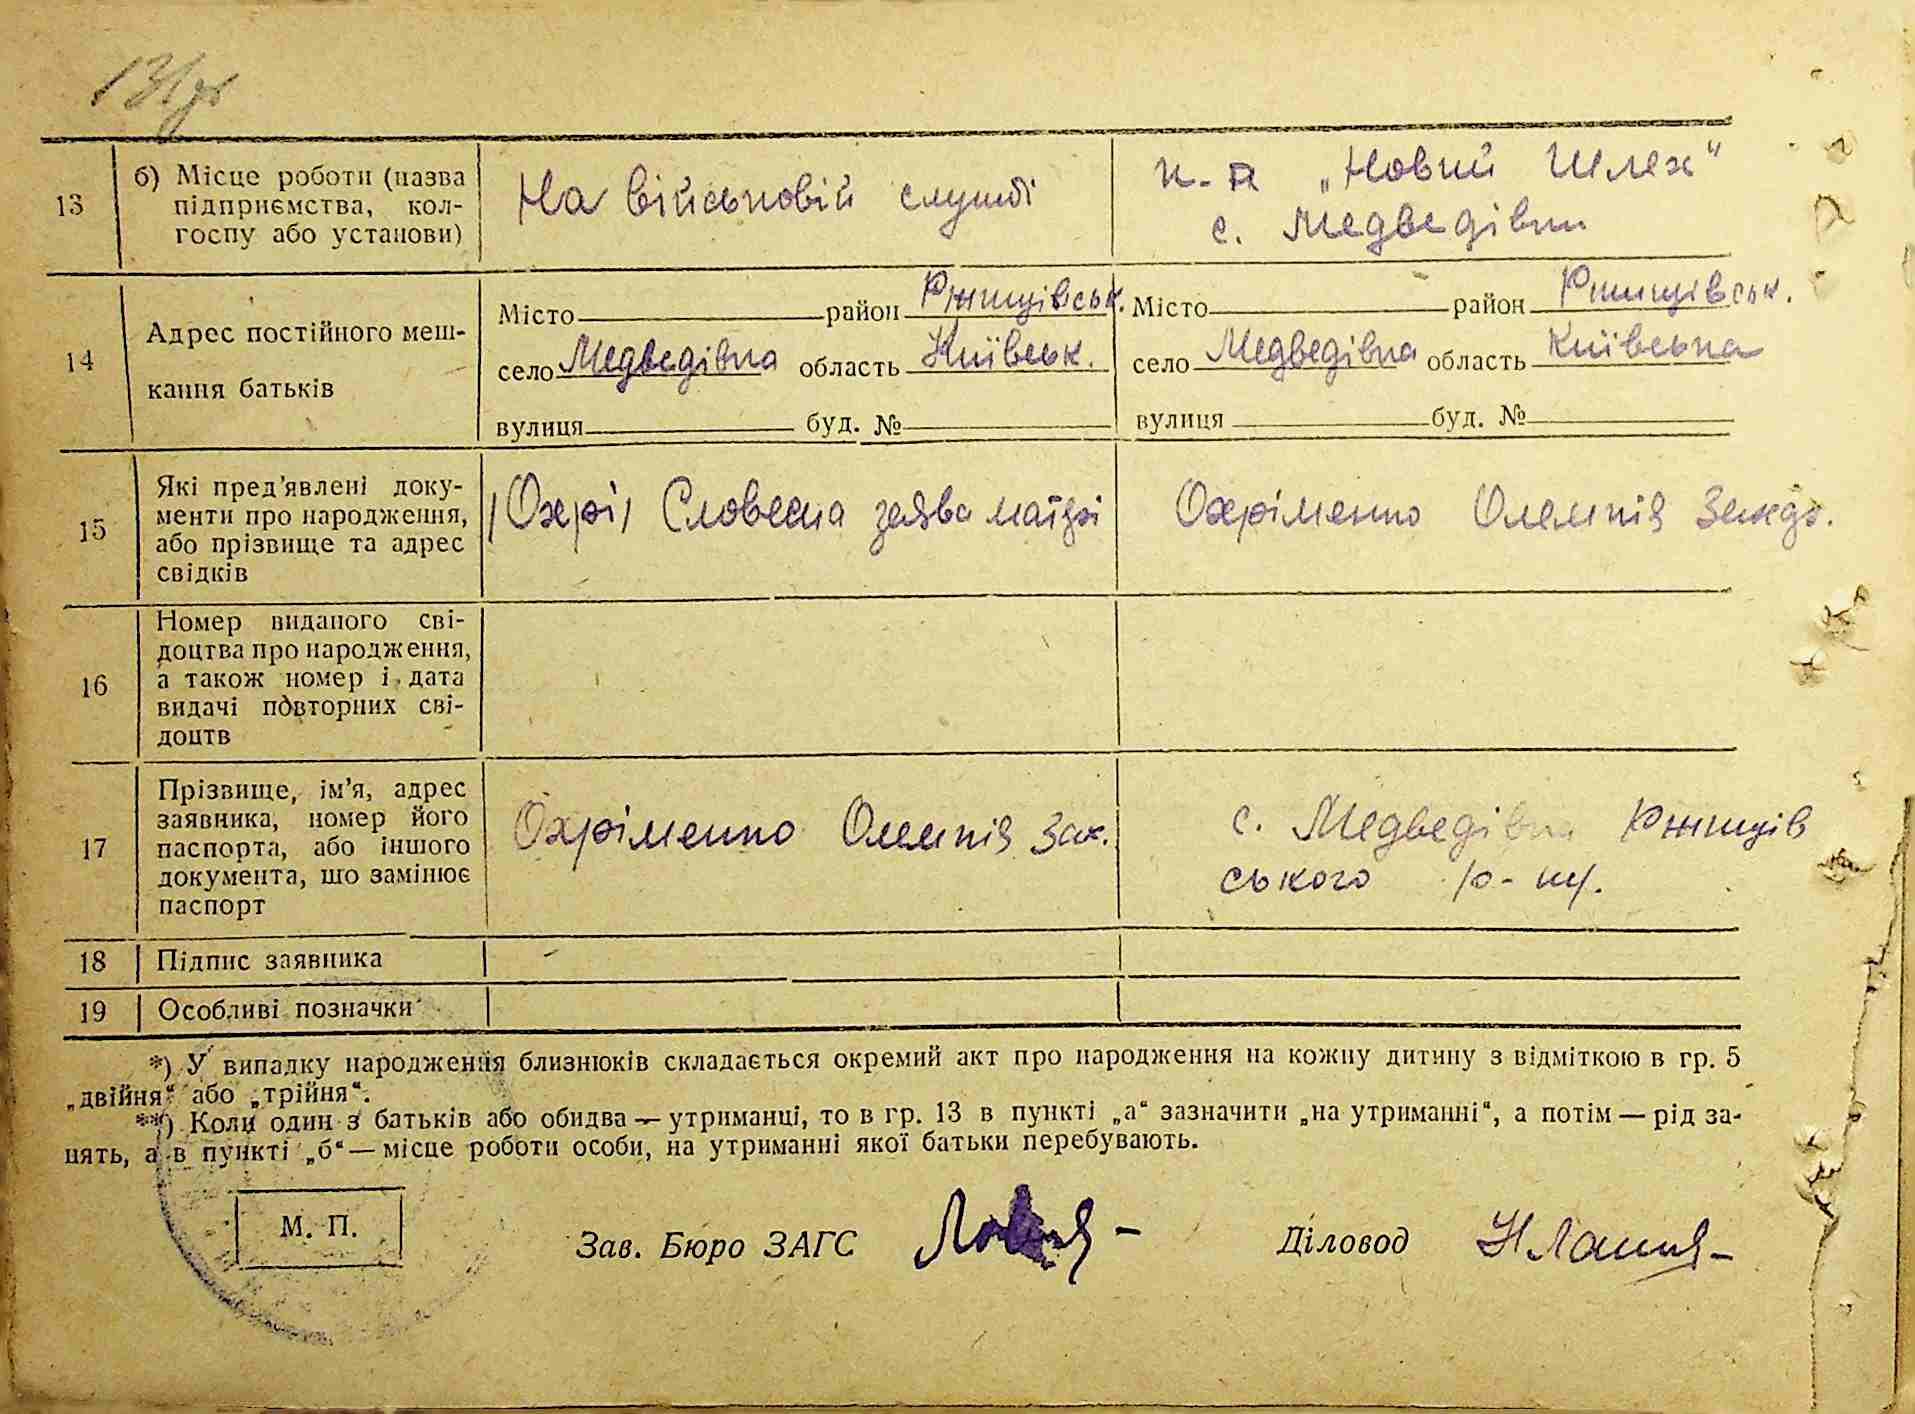 13
б) Місце роботи (назва
підприємства, кол-
госпу або установи)
На військовій службі
к-п „Новий Шлях“
с. Медведівки
14
Адрес постійного меш-
кання батьків
Місто район Ржищівськ.
село Медведівка область Київськ.
вулиця буд. №
Місто район Ржищівськ.
село Медведівка область Київська
вулиця буд. №
15
Які пред’явлені доку-
менти про народження,
або прізвище та адрес
свідків
/Охрі/ Словесна заява матері
Охріменко Олемпія
16
Номер виданого сві-
доцтва про народження,
а також номер і дата
видачі повторних сві-
доцтв
17
Прізвище, ім’я, адрес
заявника, номер його
паспорта, або іншого
документа, шо замінює
паспорт
Охріменко Олемпія Зах.
с. Медведівка Ржищів
ського р-ну.
18
Підпис заявника
19
Особливі позначки
*) У випадку народження близнюків складається окремий акт про народження на кожну дитину з відміткою в гр. 5
„двійня“ або „трійня“.
**) Коли один з батьків або обидва — утриманці, то в гр. 13 в пункті „а“ зазначити „на утриманні“, а потім — рід за-
нять, а в пункті „б“ — місце роботи особи, на утриманні якої батьки перебувають.
М. П.
Зав. Бюро ЗАГС
Діловод